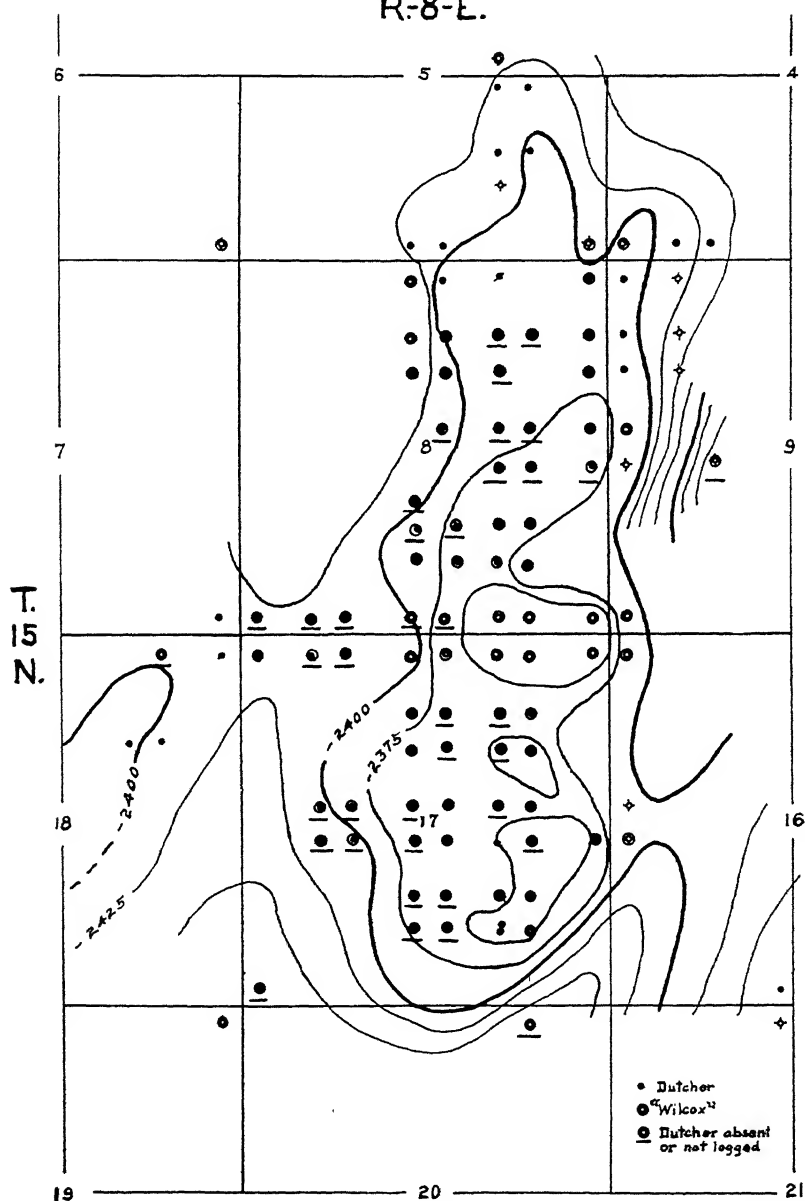 R.-8-E.
6 5 4
7 8 9
T.
15
N.
-2400
-2375
-2400
18 17 16
-2425
Dutcher
"Wilcox"
Dutcher absent
or not logged
19 20 21